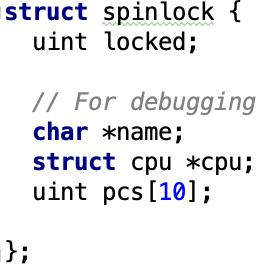 struct spinlock {
uint locked;
// For debugging
char *name;
struct cpu *cpu;
uint pcs[10];
};